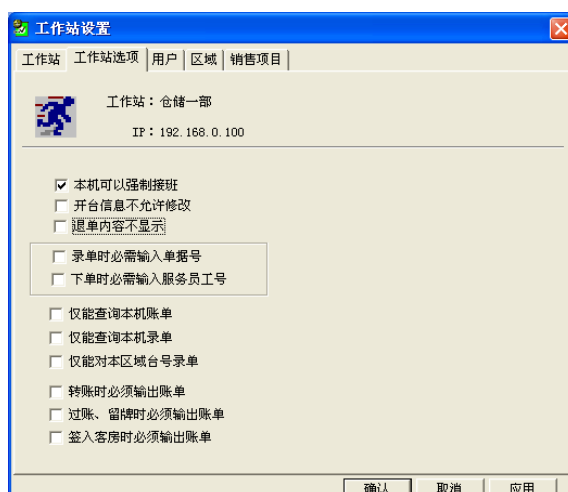 工作站设置
工作站 工作站选项 用户 区域 销售项目
工作站：仓储一部
IP：192.168.0.100
本机可以强制接班
开台信息不允许修改
退单内容不显示
录单时必需输入单据号
下单时必需输入服务员工号
仅能查询本机账单
仅能查询本机录单
仅能对本区域台号录单
转账时必须输出账单
过账、留牌时必须输出账单
签入客房时必须输出账单
确认 取消 应用